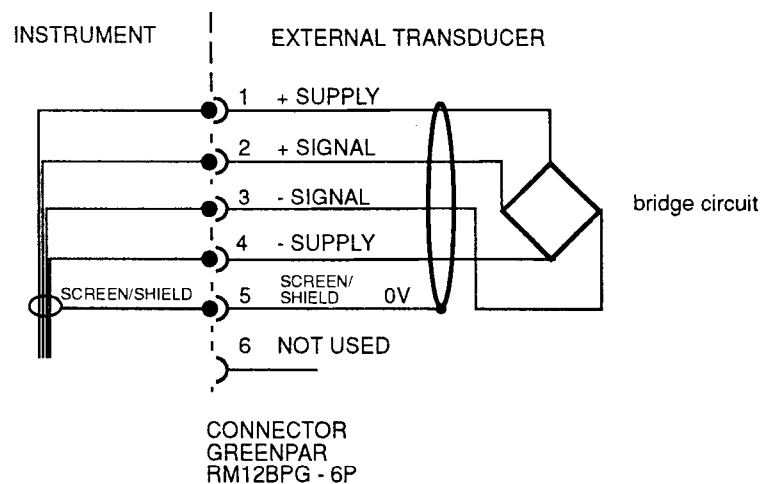 INSTRUMENT
EXTERNAL TRANSDUCER
1 + SUPPLY
2 + SIGNAL
3 - SIGNAL
bridge circuit
4 - SUPPLY
SCREEN/SHIELD
5 SCREEN/
SHIELD 0V
6 NOT USED
CONNECTOR
GREENPAR
RM12BPG - 6P